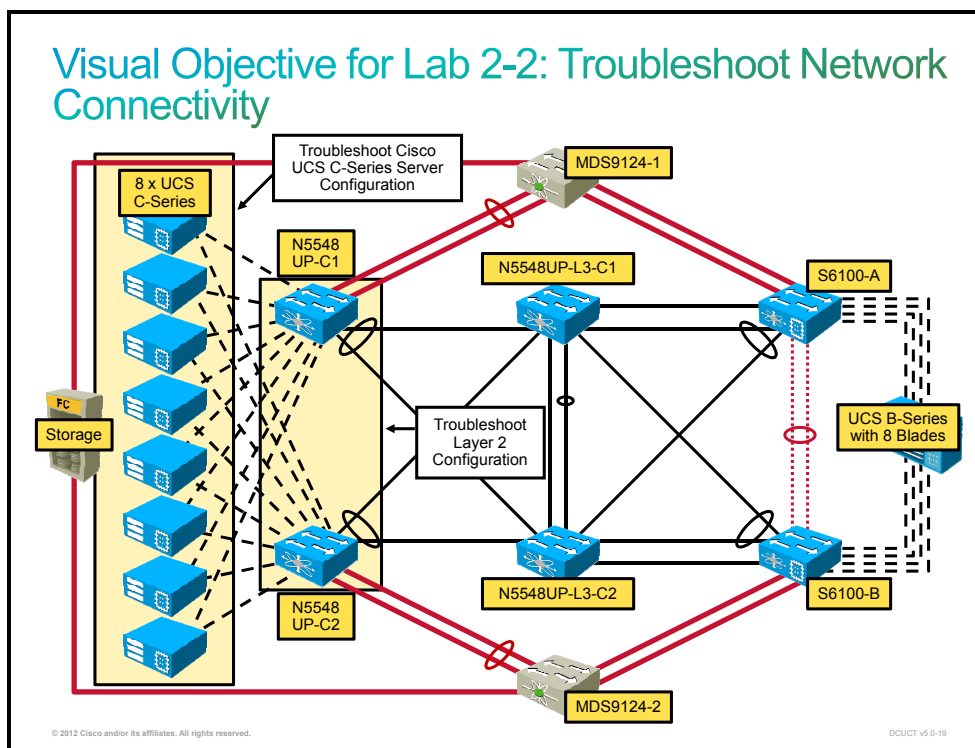 Visual Objective for Lab 2-2: Troubleshoot Network
Connectivity
Troubleshoot Cisco
UCS C-Series Server
Configuration
MDS9124-1
8 x UCS
C-Series
N5548
UP-C1
N5548UP-L3-C1
S6100-A
FC
Storage
Troubleshoot
Layer 2
Configuration
UCS B-Series
with 8 Blades
N5548
UP-C2
N5548UP-L3-C2
S6100-B
MDS9124-2
© 2012 Cisco and/or its affiliates. All rights reserved.
DCUCT v5.0-19